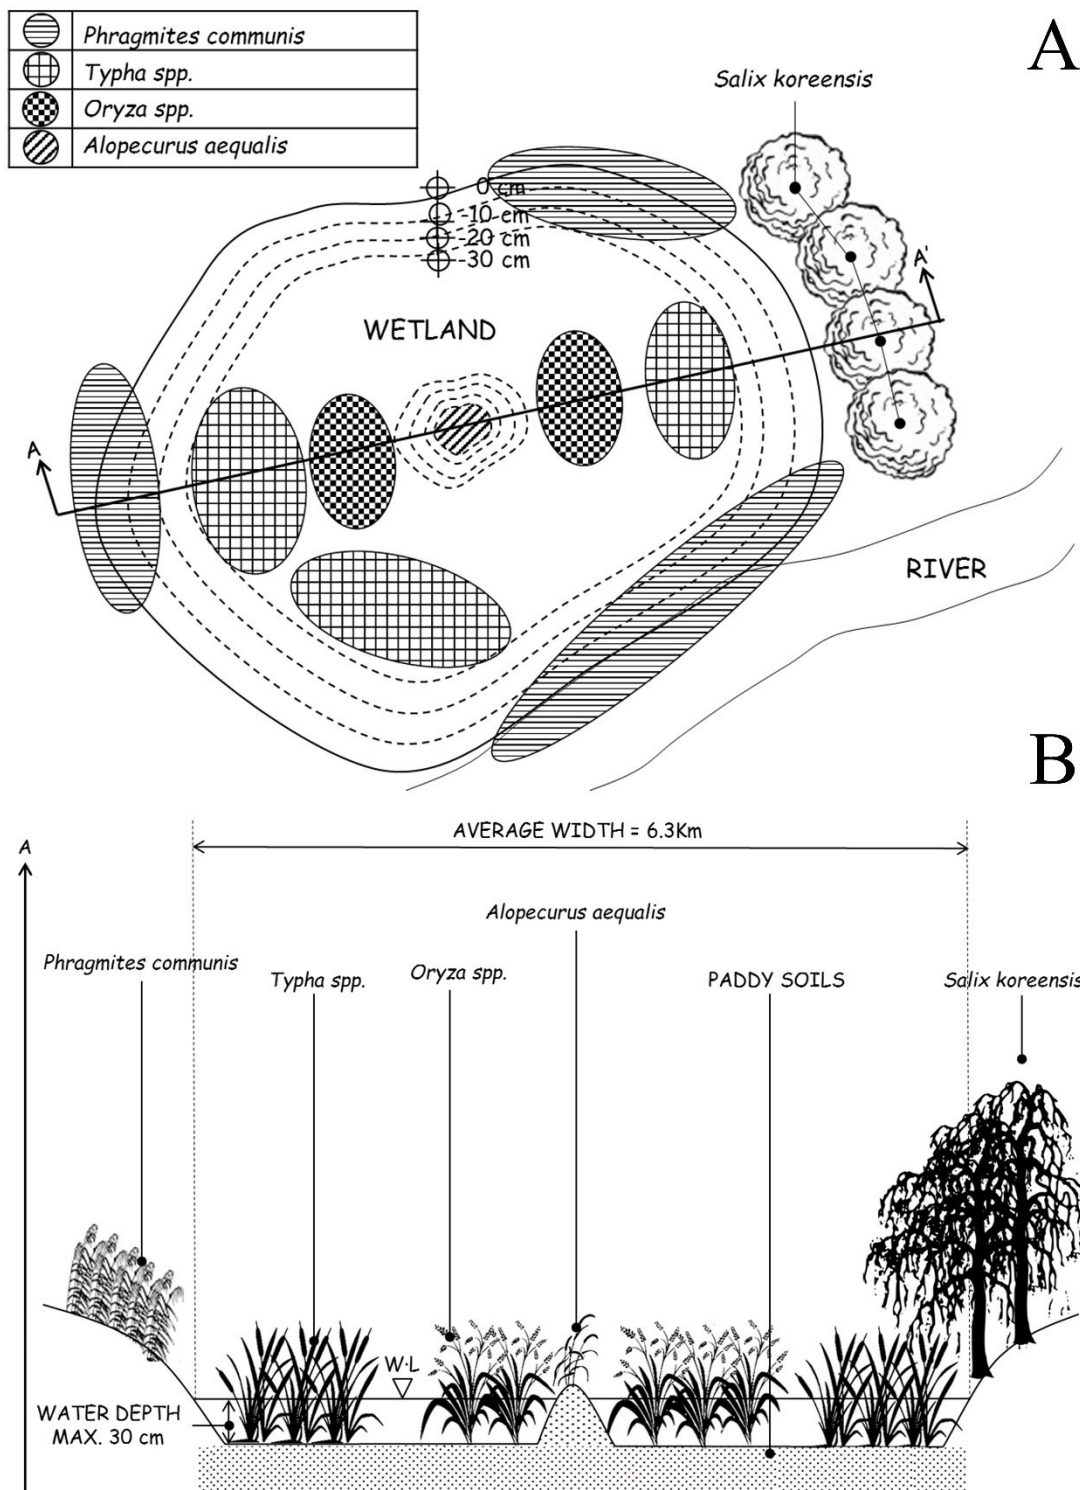 Phragmites communis
Typha spp.
Oryza spp.
Alopecurus aequalis
A
Salix koreensis
0 cm
-10 cm
-20 cm
-30 cm
WETLAND
A'
A
RIVER
B
AVERAGE WIDTH = 6.3Km
A
Alopecurus aequalis
Phragmites communis
Typha spp.
Oryza spp.
PADDY SOILS
Salix koreensis
W·L
WATER DEPTH
MAX. 30 cm